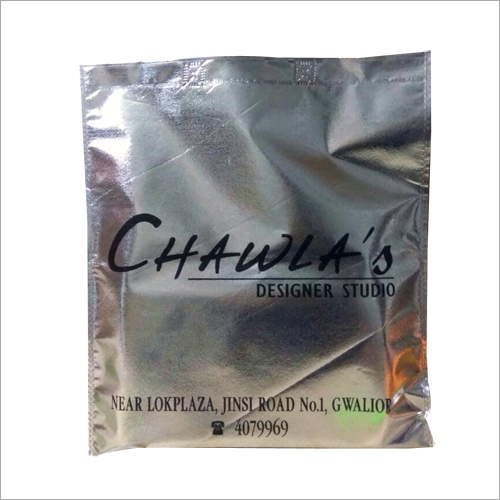 CHAWLA's
DESIGNER STUDIO
NEAR LOKPLAZA, JINSI ROAD No.1, GWALIOR
☎ 4079969